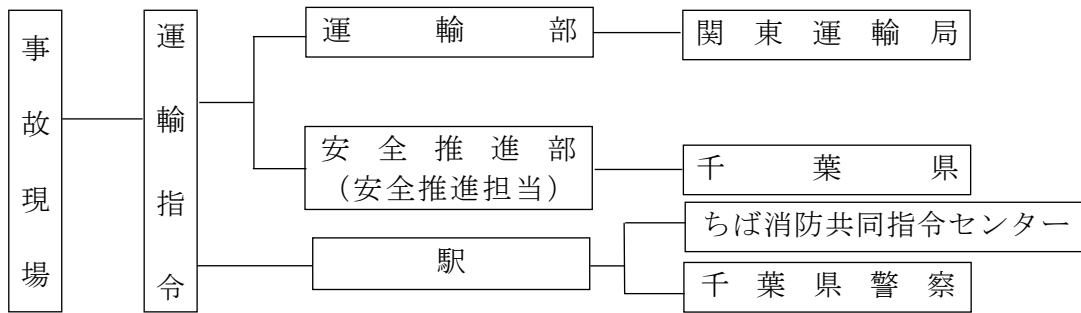 事故現場
運輸指令
運輸部
関東運輸局
安全推進部
（安全推進担当）
千葉県
駅
ちば消防共同指令センター
千葉県警察